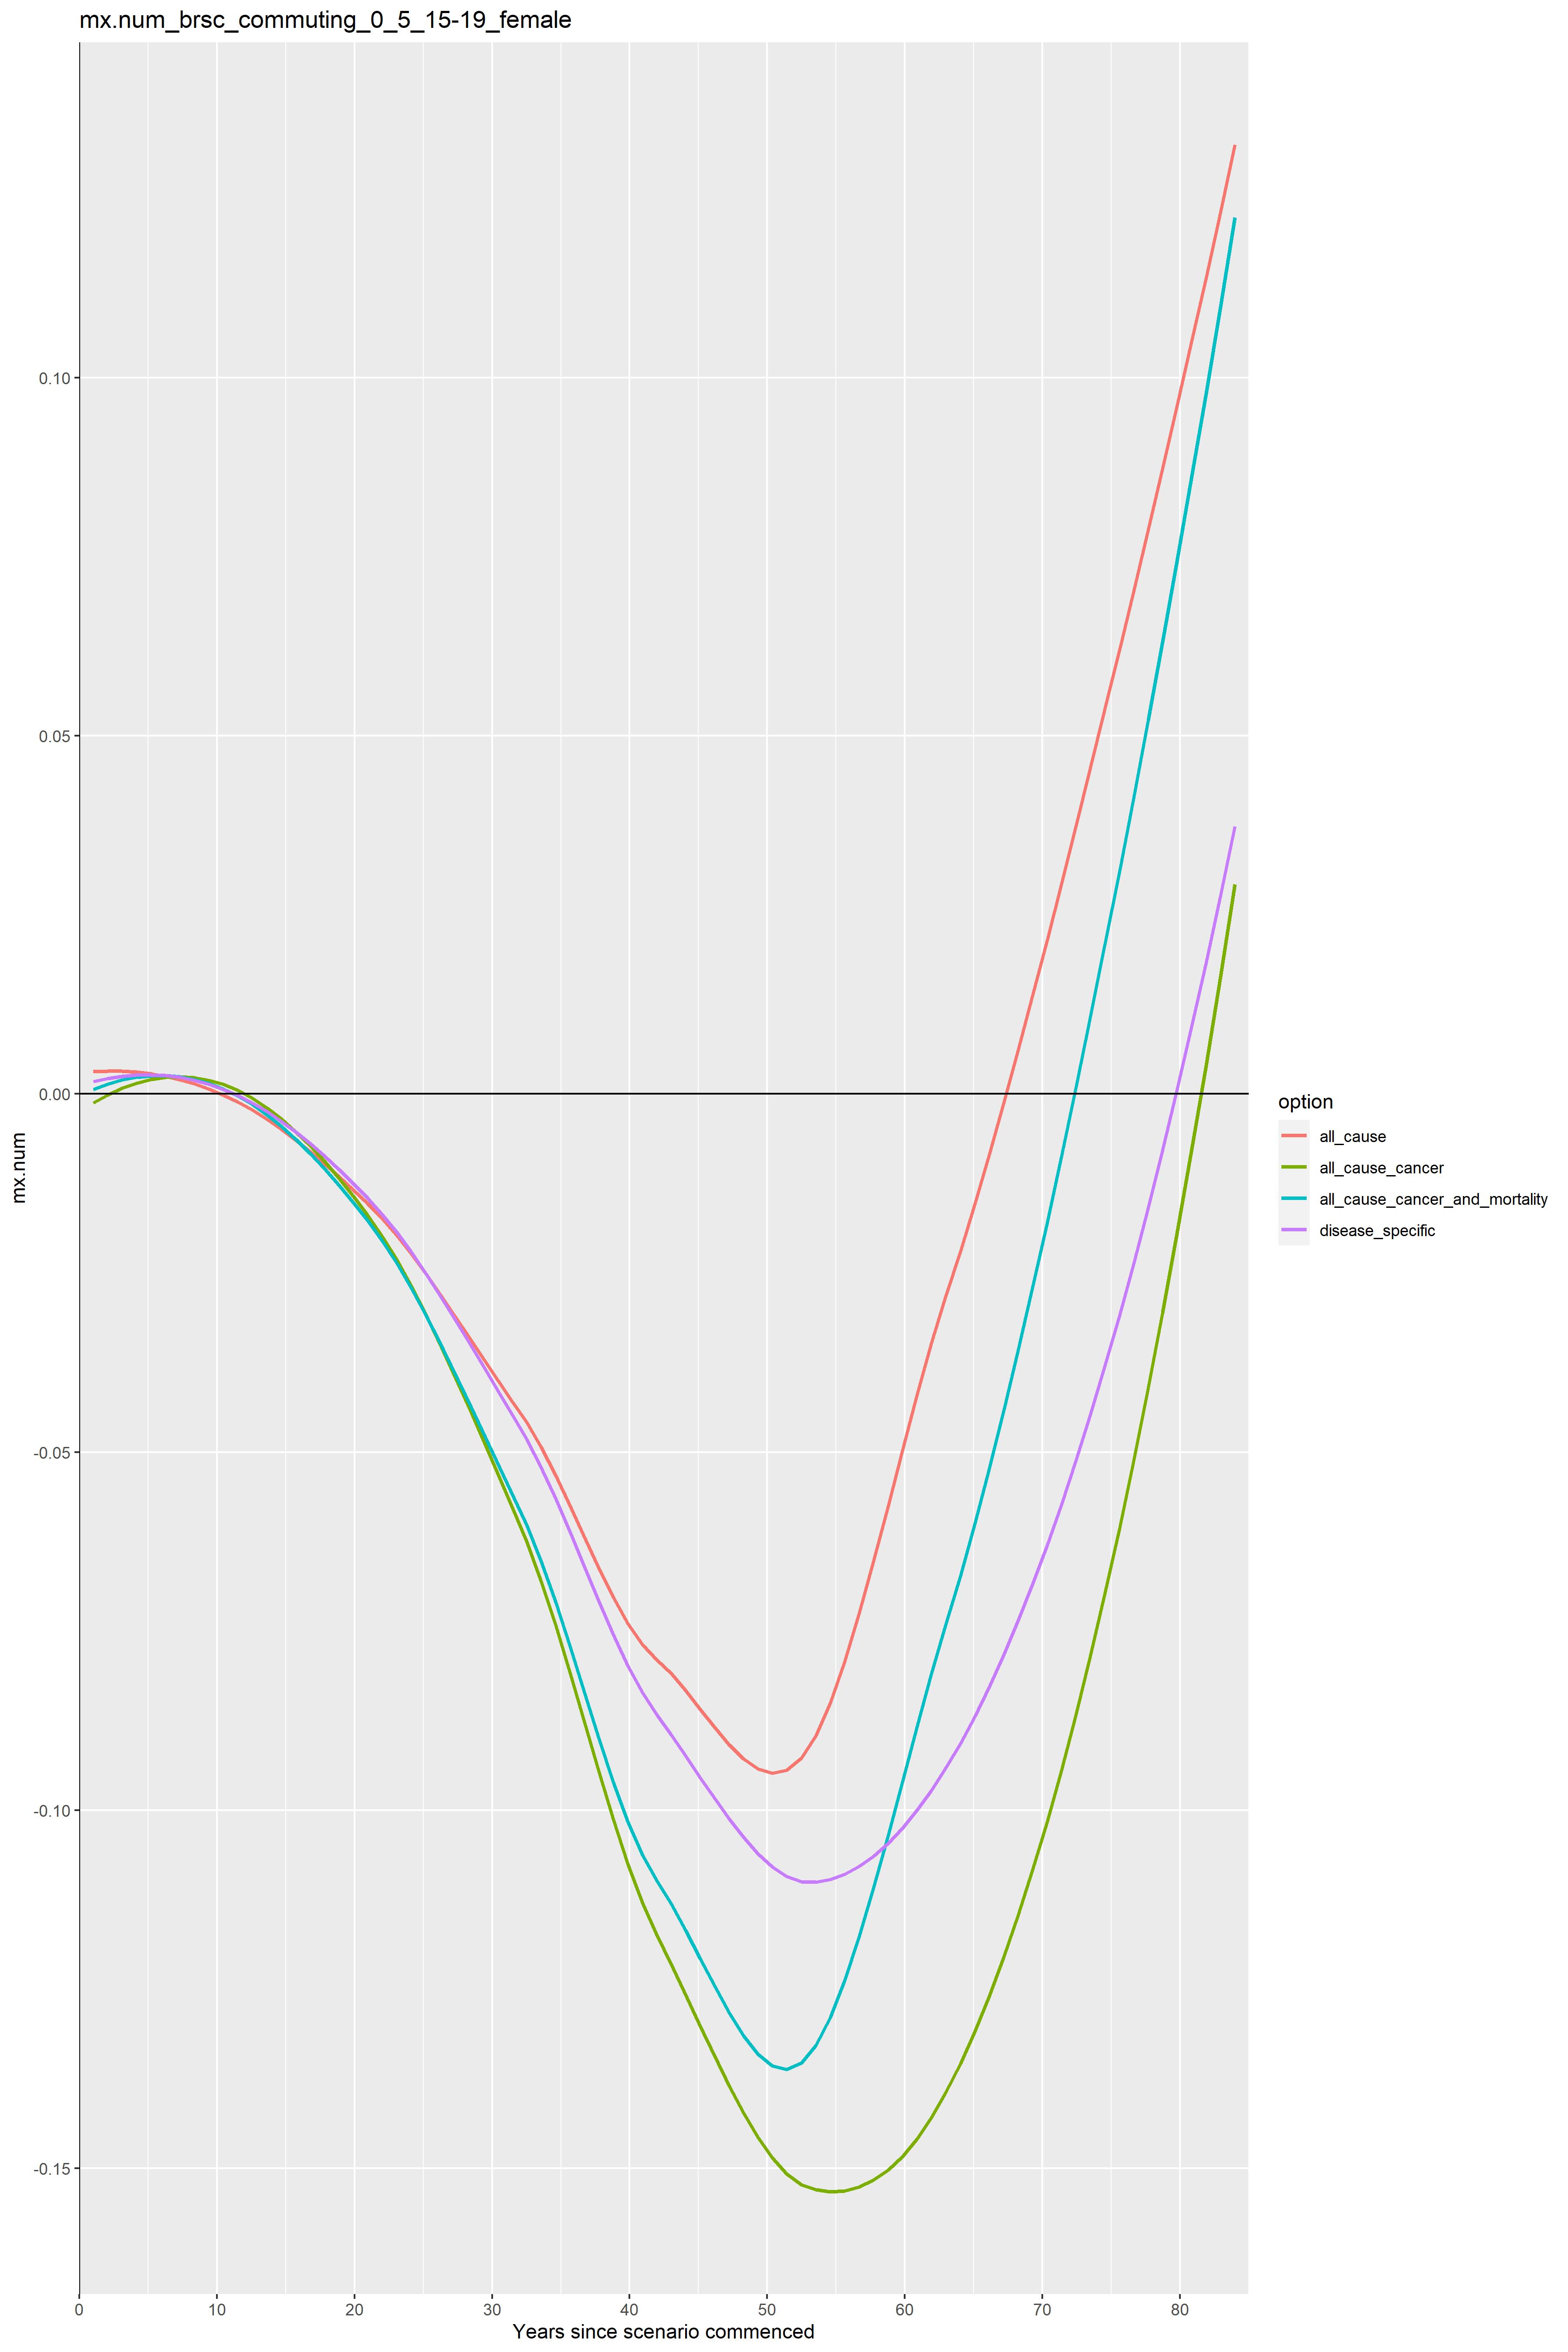 mx.num_brsc_commuting_0_5_15-19_female
0.10
0.05
0.00
-0.05
-0.10
-0.15
mx.num
0 10 20 30 40 50 60 70 80
Years since scenario commenced
option
all_cause
all_cause_cancer
all_cause_cancer_and_mortality
disease_specific